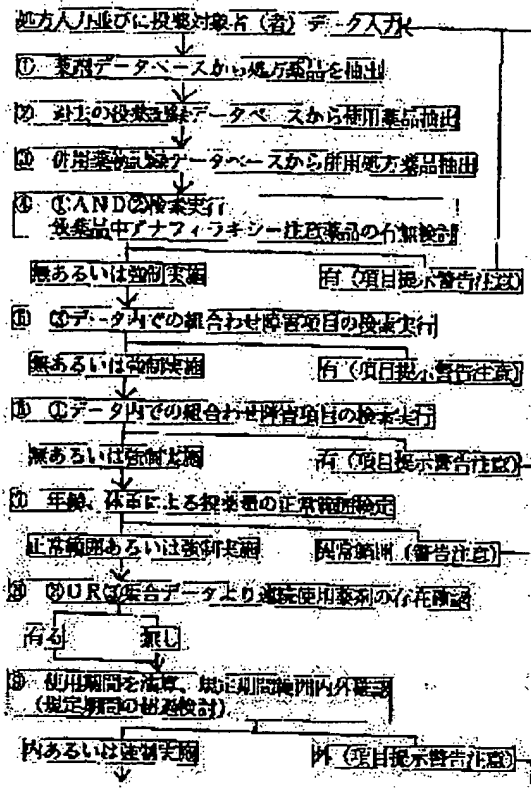 処方入力並びに投薬対象者(者)データ入力
① 薬剤データベースから処方薬品を抽出
② 過去の投薬記録データベースから使用薬品抽出
③ 併用薬物記録データベースから併用処方薬品抽出
④ ①AND②検索実行
投薬品中アナフィラキシー注意薬品の有無検討
無あるいは強制実施
有(項目提示警告注意)
③データ内での組合わせ障害項目の検索実行
無あるいは強制実施
有(項目提示警告注意)
①データ内での組合わせ障害項目の検索実行
無あるいは強制実施
有(項目提示警告注意)
年齢、体重による投薬量の正常範囲検定
正常範囲あるいは強制実施
異常範囲(警告注意)
②OR③集合データより連続使用薬剤の存在確認
有る
無し
使用期間を演算、規定期間範囲内外確認
(規定期間の超過検討)
内あるいは強制実施
外(項目提示警告注意)